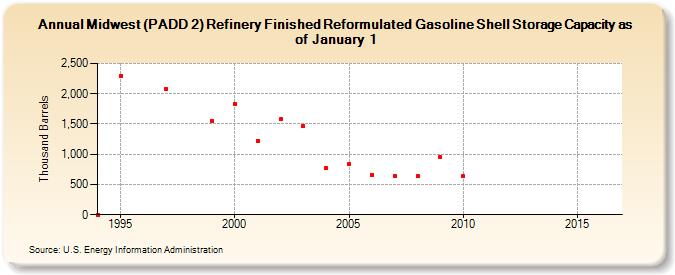 Annual Midwest (PADD 2) Refinery Finished Reformulated Gasoline Shell Storage Capacity as
of January 1
Thousand Barrels
2,500
2,000
1,500
1,000
500
0
1995
2000
2005
2010
2015
Source: U.S. Energy Information Administration